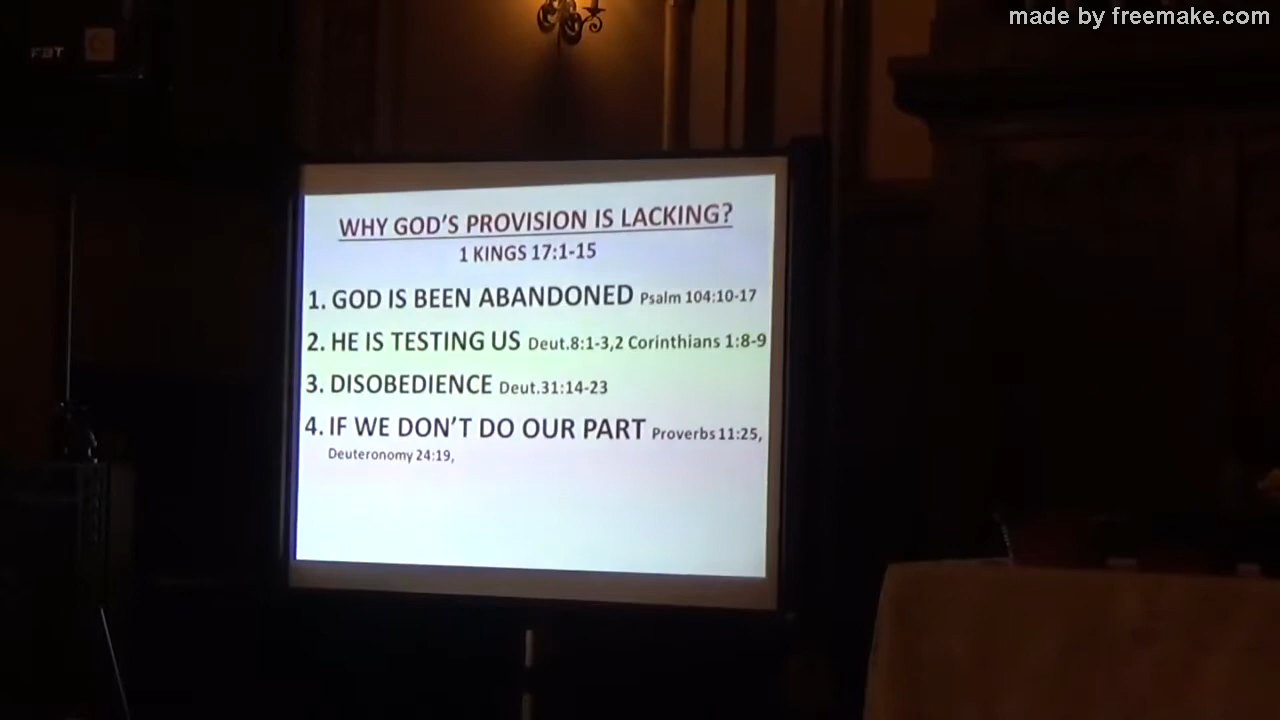 made by freemake.com
WHY GOD'S PROVISION IS LACKING?
1 KINGS 17:1-15
1. GOD IS BEEN ABANDONED Psalm 104:10-17
2. HE IS TESTING US Deut.8:1-3,2 Corinthians 1:8-9
3. DISOBEDIENCE Deut.31:14-23
4. IF WE DON'T DO OUR PART Proverbs 11:25,
Deuteronomy 24:19,